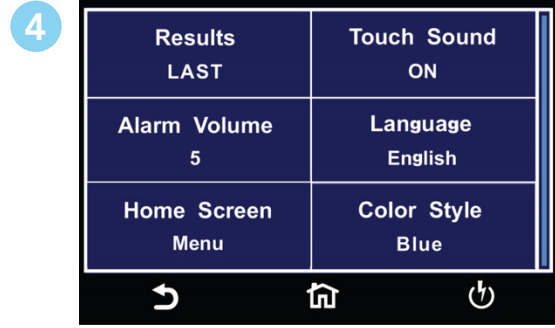 4
Results
LAST
Touch Sound
ON
Alarm Volume
5
Language
English
Home Screen
Menu
Color Style
Blue